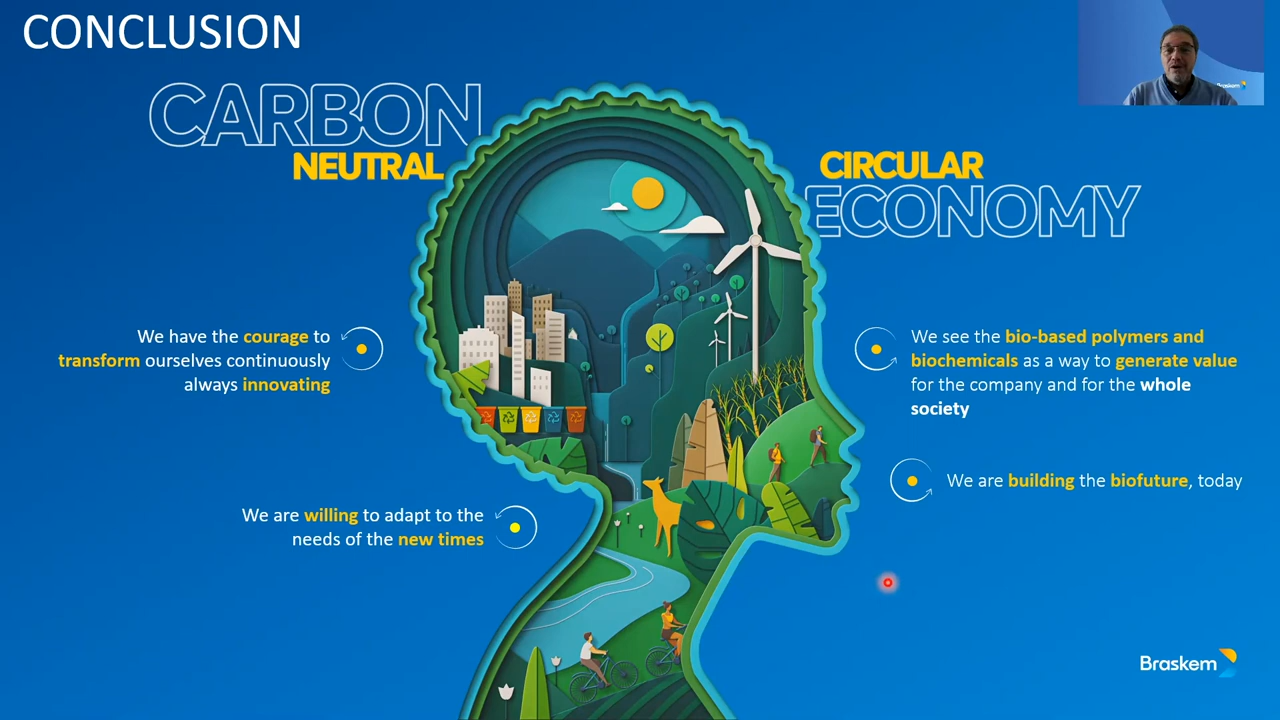 CONCLUSION
CARBON
NEUTRAL
CIRCULAR
ECONOMY
We have the courage to
transform ourselves continuously
always innovating
We are willing to adapt to the
needs of the new times
We see the bio-based polymers and
biochemicals as a way to generate value
for the company and for the whole
society
We are building the biofuture, today
Braskem
Braskem